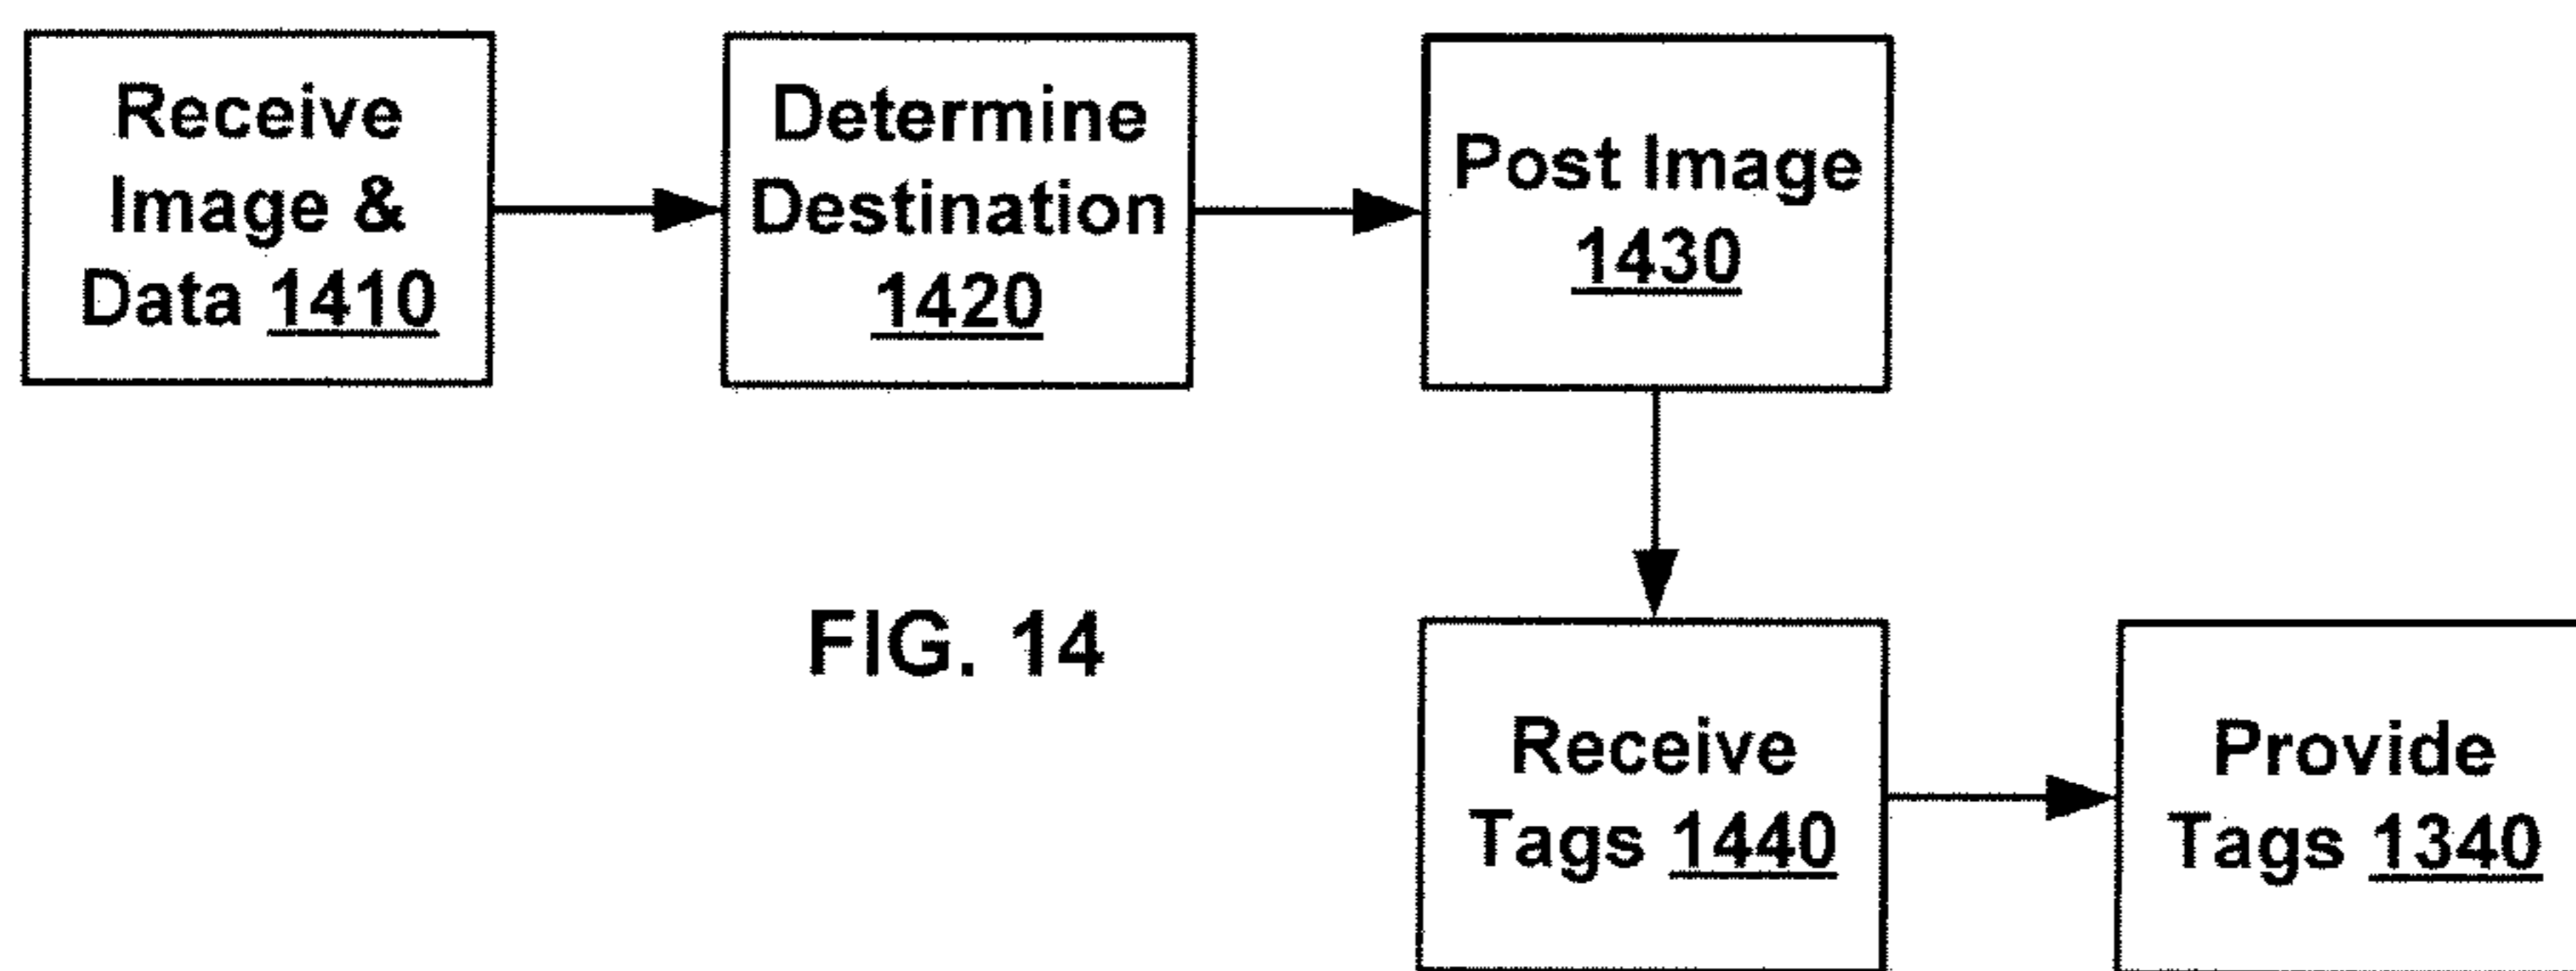 Receive
Image &
Data 1410
Determine
Destination
1420
Post Image
1430
FIG. 14
Receive
Tags 1440
Provide
Tags 1340